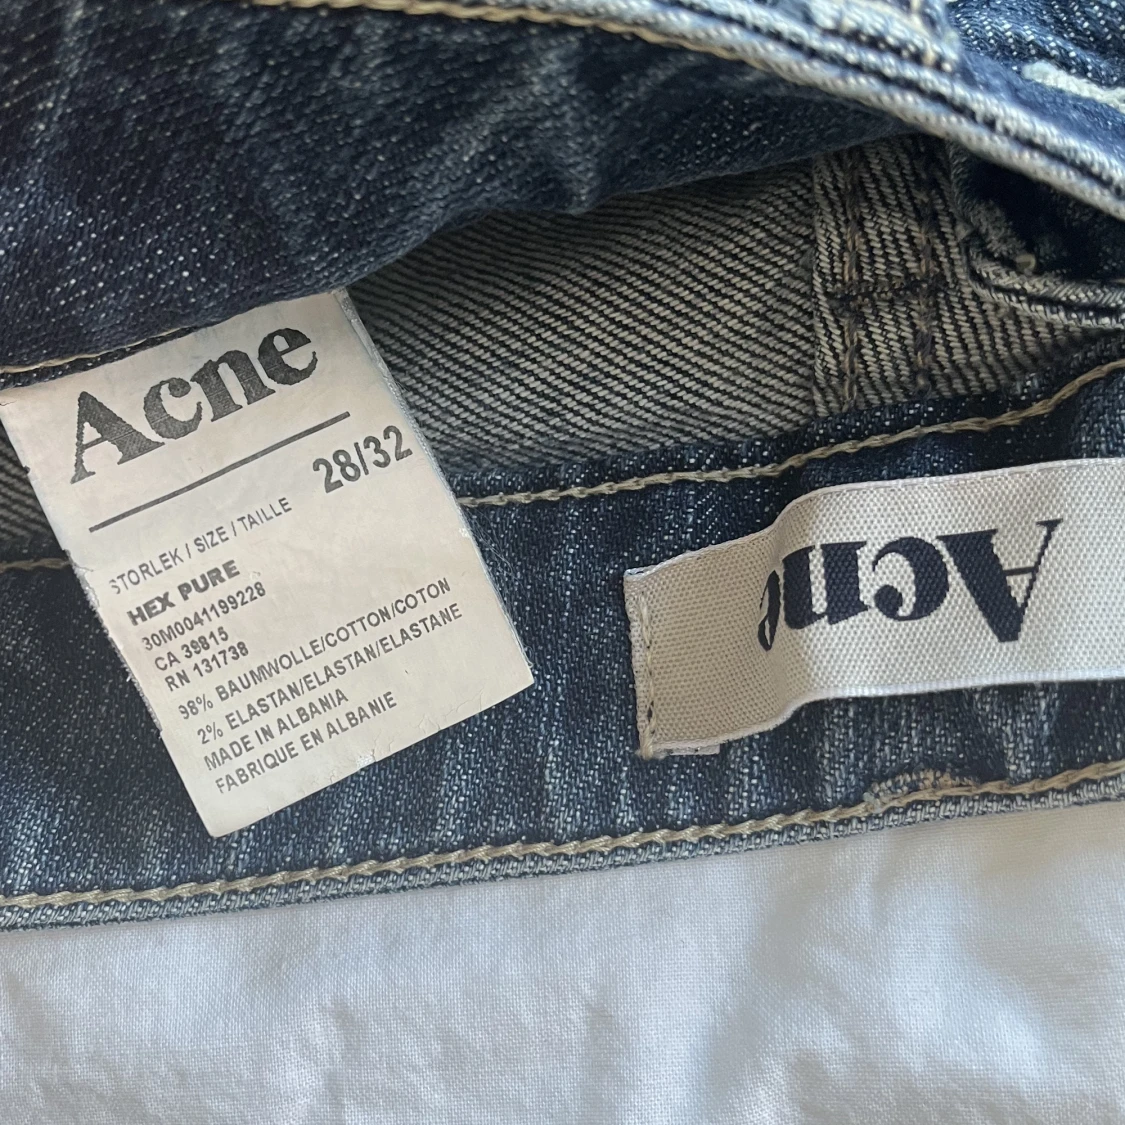 Acne
28/32
STORLEK / SIZE / TAILLE
HEX PURE
30M0041199228
CA 39815
RN 131738
98% BAUMWOLLE/COTTON/COTON
2% ELASTAN/ELASTAN/ELASTANE
MADE IN ALBANIA
FABRIQUE EN ALBANIE
Acne